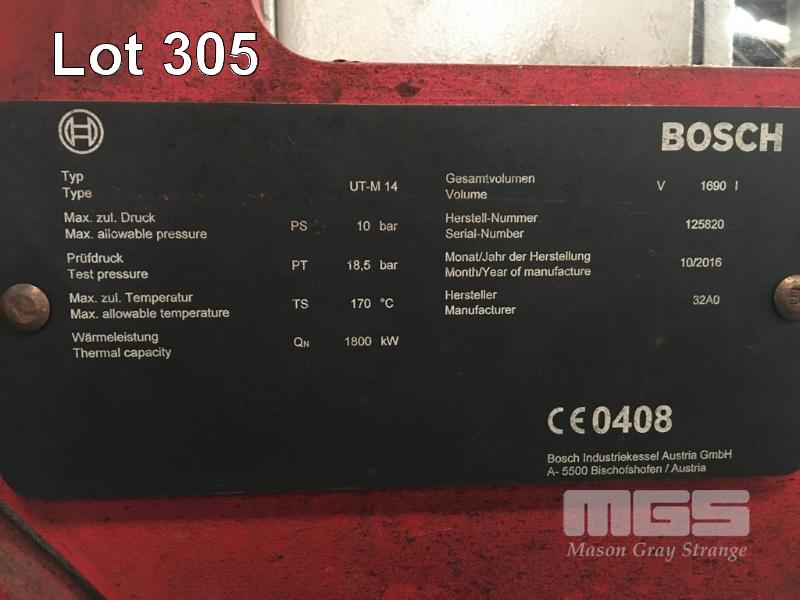 Lot 305
BOSCH
Typ
Type UT-M 14
Max. zul. Druck
Max. allowable pressure PS 10 bar
Prüfdruck
Test pressure PT 18,5 bar
Max. zul. Temperatur
Max. allowable temperature TS 170 °C
Wärmeleistung
Thermal capacity QN 1800 kW
Gesamtvolumen
Volume V 1690 l
Herstell-Nummer
Serial-Number 125820
Monat/Jahr der Herstellung
Month/Year of manufacture 10/2016
Hersteller
Manufacturer 32A0
CE 0408
Bosch Industriekessel Austria GmbH
A- 5500 Bischofshofen / Austria
MGS
Mason Gray Strange